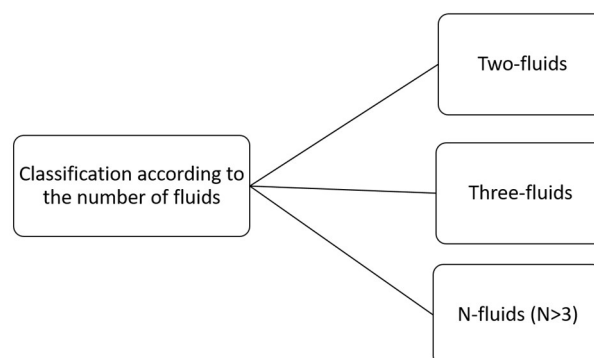 Two-fluids
Classification according to
the number of fluids
Three-fluids
N-fluids (N>3)